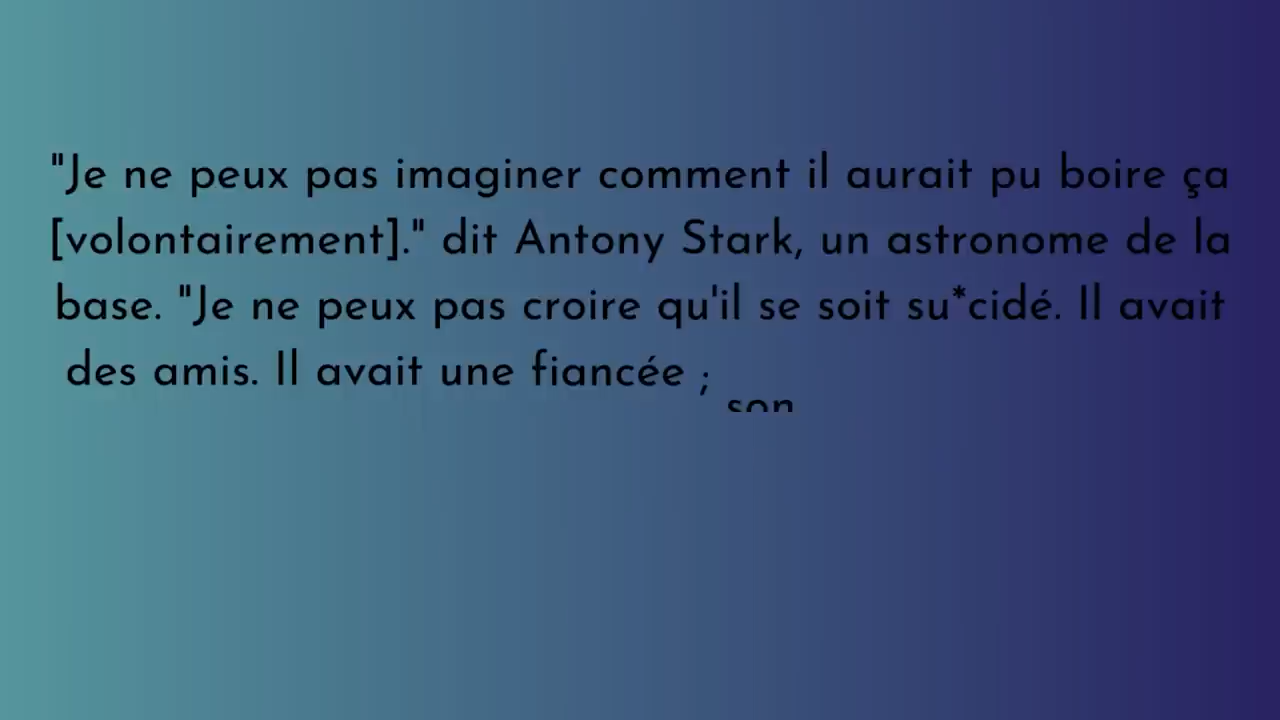 "Je ne peux pas imaginer comment il aurait pu boire ça
[volontairement]." dit Antony Stark, un astronome de la
base. "Je ne peux pas croire qu'il se soit su*cidé. Il avait
des amis. Il avait une fiancée ; son